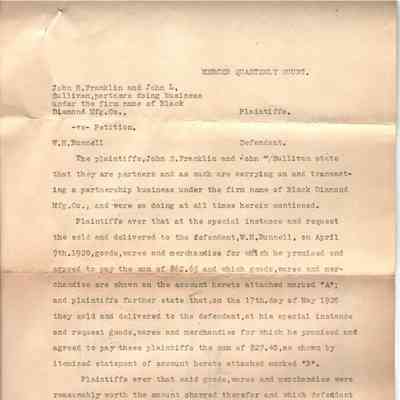 MERCER QUARTERLY COURT.
John S. Franklin and John L.
Sullivan,partners doing business
under the firm name of Black
Diamond Mfg.Co., Plaintiffs.
-vs- Petition,
W.H.Bunnell Defendant.
The plaintiffs,John S.Franklin and John Sullivan state
that they are partners and as such are carrying on and transact-
ing a partnership business under the firm name of Black Diamond
Mfg.Co., and were so doing at all times herein mentioned.
Plaintiffs aver that at the special instance and request
the sold and delivered to the defendant,W.H.Bunnell, on April
9th.1920,goods,wares and merchandise for which he promised and
agreed to pay the sum of and which goods,wares and mer-
chandise are shown on the account hereto attached marked "A";
and plaintiffs further state that,on the 17th,day of May 1920
they sold and delivered to the defendant,at his special instance
and request goods,wares and merchandise for which he promised and
agreed to pay these plaintiffs the sum of $27.40,as shown by
itemized statement of account hereto attached marked "B".
Plaintiffs aver that said goods,wares and merchandise were
reasonably worth the amount charged therefor and which defendant